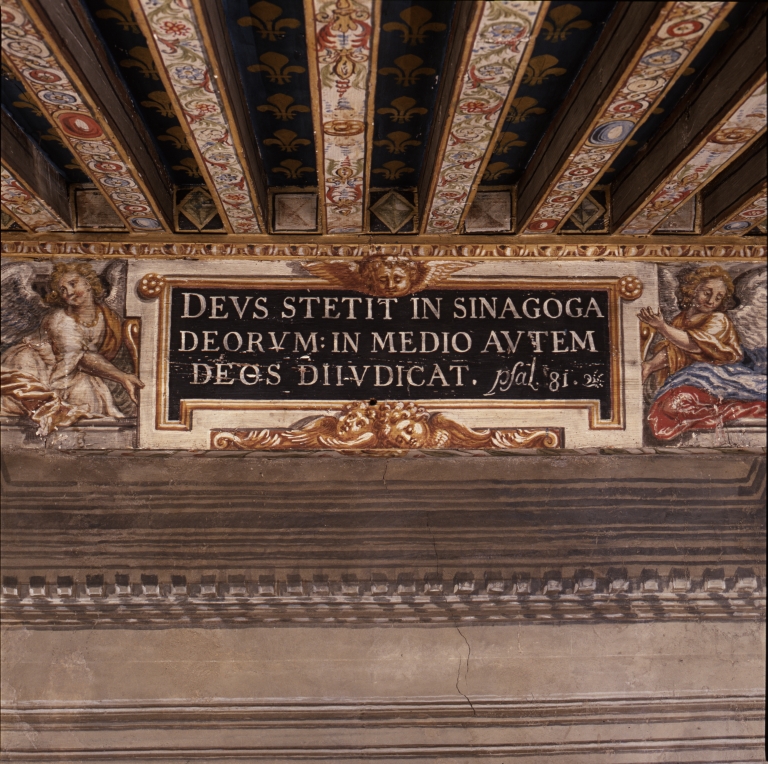 DEVS STETIT IN SINAGOGA
DEORVM: IN MEDIO AVTEM
DEOS DIIVDICAT. psal. 81.